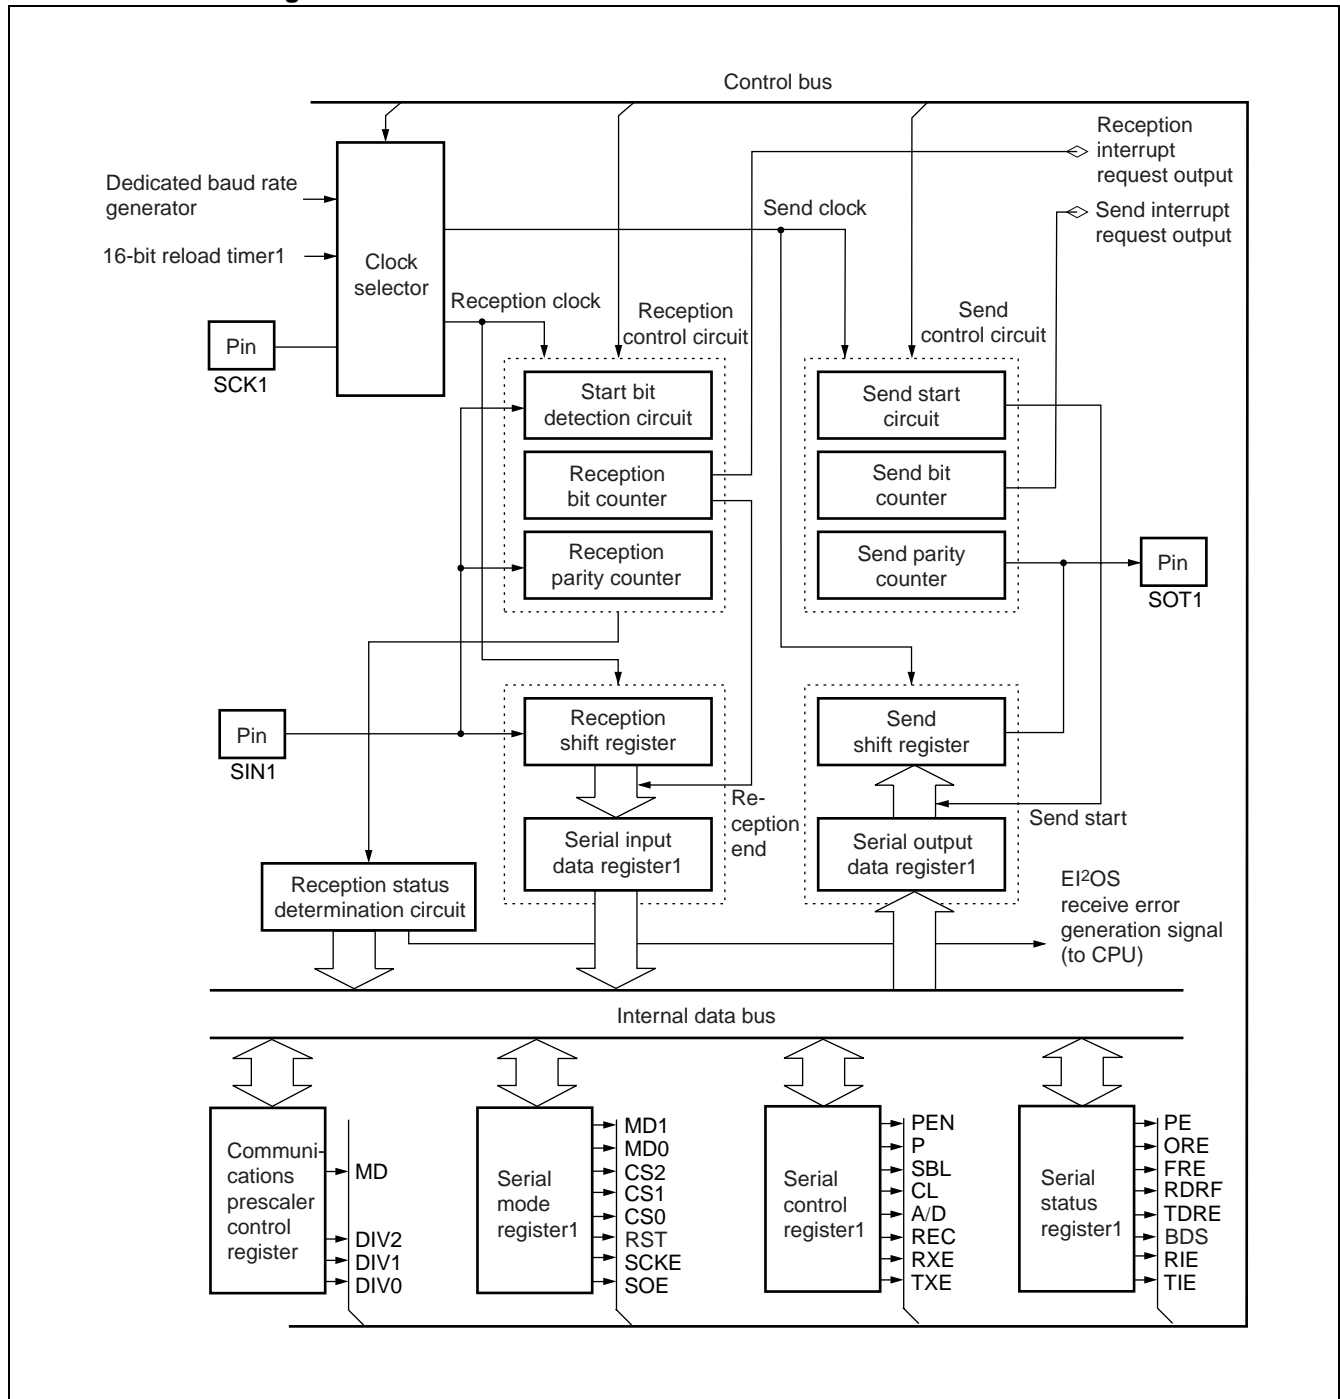 Control bus
Reception
interrupt
request output
Dedicated baud rate
generator
Send clock
Send interrupt
request output
16-bit reload timer1
Clock
selector
Reception clock
Reception
control circuit
Send
control circuit
Pin
SCK1
Start bit
detection circuit
Send start
circuit
Reception
bit counter
Send bit
counter
Reception
parity counter
Send parity
counter
Pin
SOT1
Pin
SIN1
Reception
shift register
Send
shift register
Re-
ception
end
Send start
Serial input
data register1
Serial output
data register1
Reception status
determination circuit
EI2OS
receive error
generation signal
(to CPU)
Internal data bus
Communi-
cations
prescaler
control
register
MD
DIV2
DIV1
DIV0
Serial
mode
register1
MD1
MD0
CS2
CS1
CS0
RST
SCKE
SOE
Serial
control
register1
PEN
P
SBL
CL
A/D
REC
RXE
TXE
Serial
status
register1
PE
ORE
FRE
RDRF
TDRE
BDS
RIE
TIE